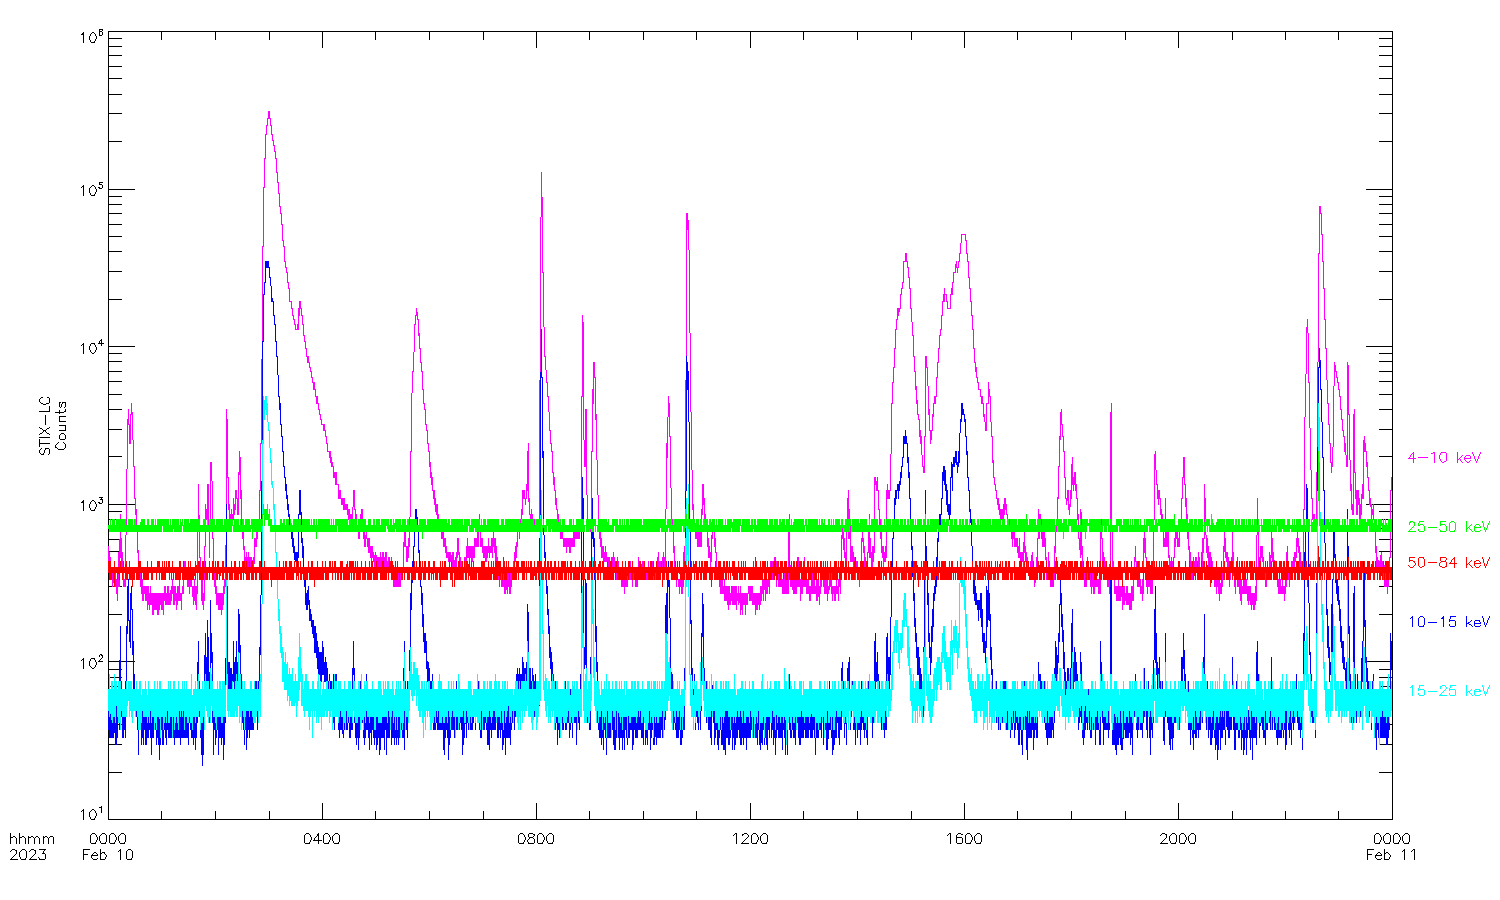 10⁶
10⁵
10⁴
10³
10²
10¹
STIX-LC
Counts
4-10 keV
25-50 keV
50-84 keV
10-15 keV
15-25 keV
hhmm 0000 0400 0800 1200 1600 2000 0000
2023 Feb 10 Feb 11